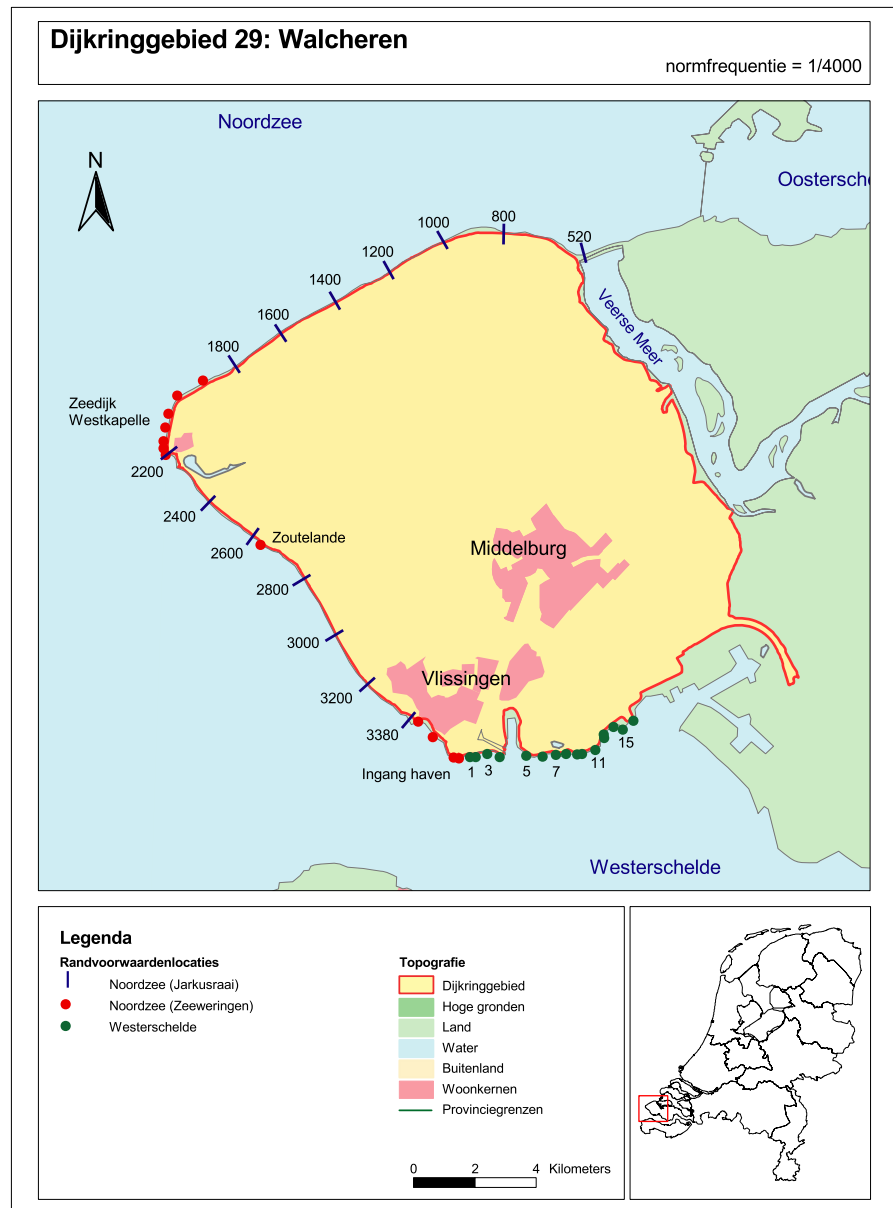 Dijkringgebied 29: Walcheren
normfrequentie = 1/4000
Noordzee
N
Oostersch
1000
800
520
1200
1400
Veerse Meer
1600
1800
Zeedijk
Westkapelle
2200
2400
2600
Zoutelande
Middelburg
2800
3000
Vlissingen
3200
3380
15
Ingang haven
1
3
5
7
11
Westerschelde
Legenda
Randvoorwaardenlocaties
Noordzee (Jarkusraai)
Noordzee (Zeeweringen)
Westerschelde
Topografie
Dijkringgebied
Hoge gronden
Land
Water
Buitenland
Woonkernen
Provinciegrenzen
0
2
4
Kilometers